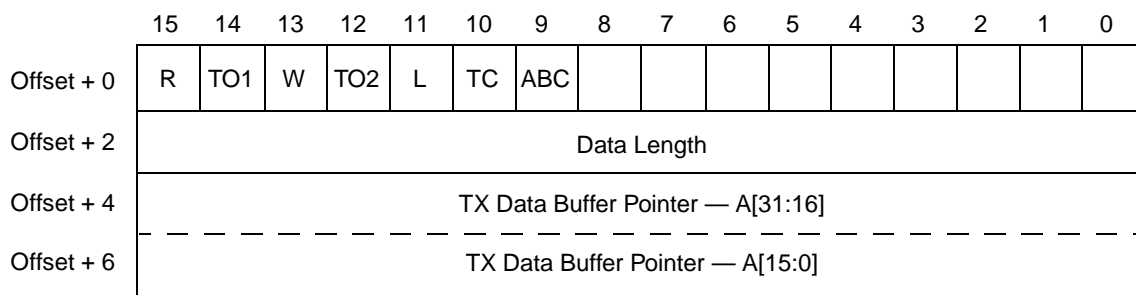 15 14 13 12 11 10 9 8 7 6 5 4 3 2 1 0
Offset + 0 R TO1 W TO2 L TC ABC
Offset + 2 Data Length
Offset + 4 TX Data Buffer Pointer — A[31:16]
Offset + 6 TX Data Buffer Pointer — A[15:0]